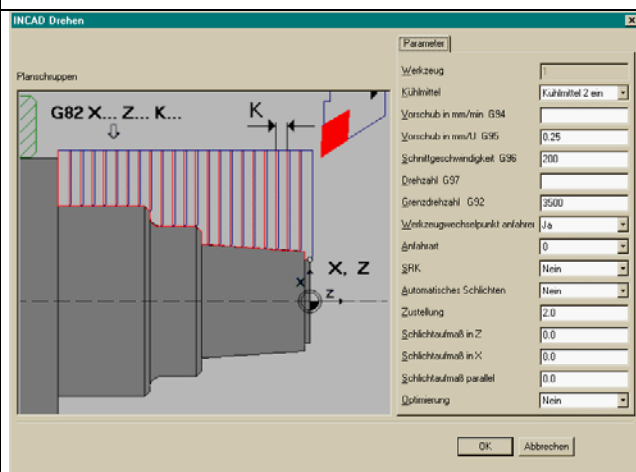 INCAD Drehen
Parameter
Planschruppen
G82 X... Z... K...
K
X, Z
x
z
Werkzeug 1
Kühlmittel Kühlmittel 2 ein
Vorschub in mm/min G94
Vorschub in mm/U G95 0.25
Schnittgeschwindigkeit G96 200
Drehzahl G97
Grenzdrehzahl G92 3500
Werkzeugwechselpunkt anfahrer Ja
Anfahrart 0
SRK Nein
Automatisches Schlichten Nein
Zustellung 2.0
Schlichtaufmaß in Z 0.0
Schlichtaufmaß in X 0.0
Schlichtaufmaß parallel 0.0
Optimierung Nein
OK Abbrechen